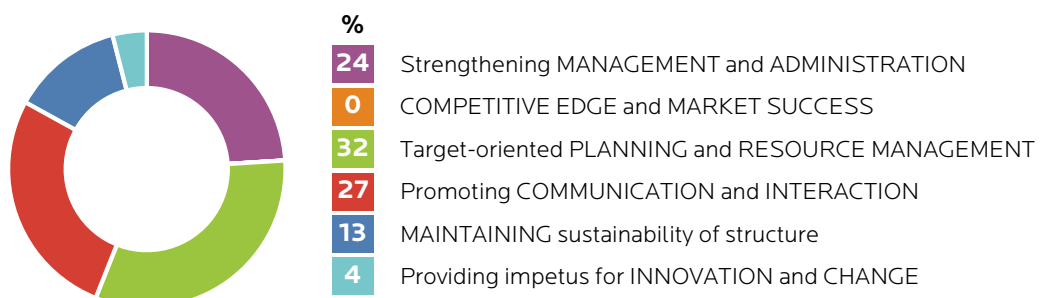 %
24 Strengthening MANAGEMENT and ADMINISTRATION
0 COMPETITIVE EDGE and MARKET SUCCESS
32 Target-oriented PLANNING and RESOURCE MANAGEMENT
27 Promoting COMMUNICATION and INTERACTION
13 MAINTAINING sustainability of structure
4 Providing impetus for INNOVATION and CHANGE